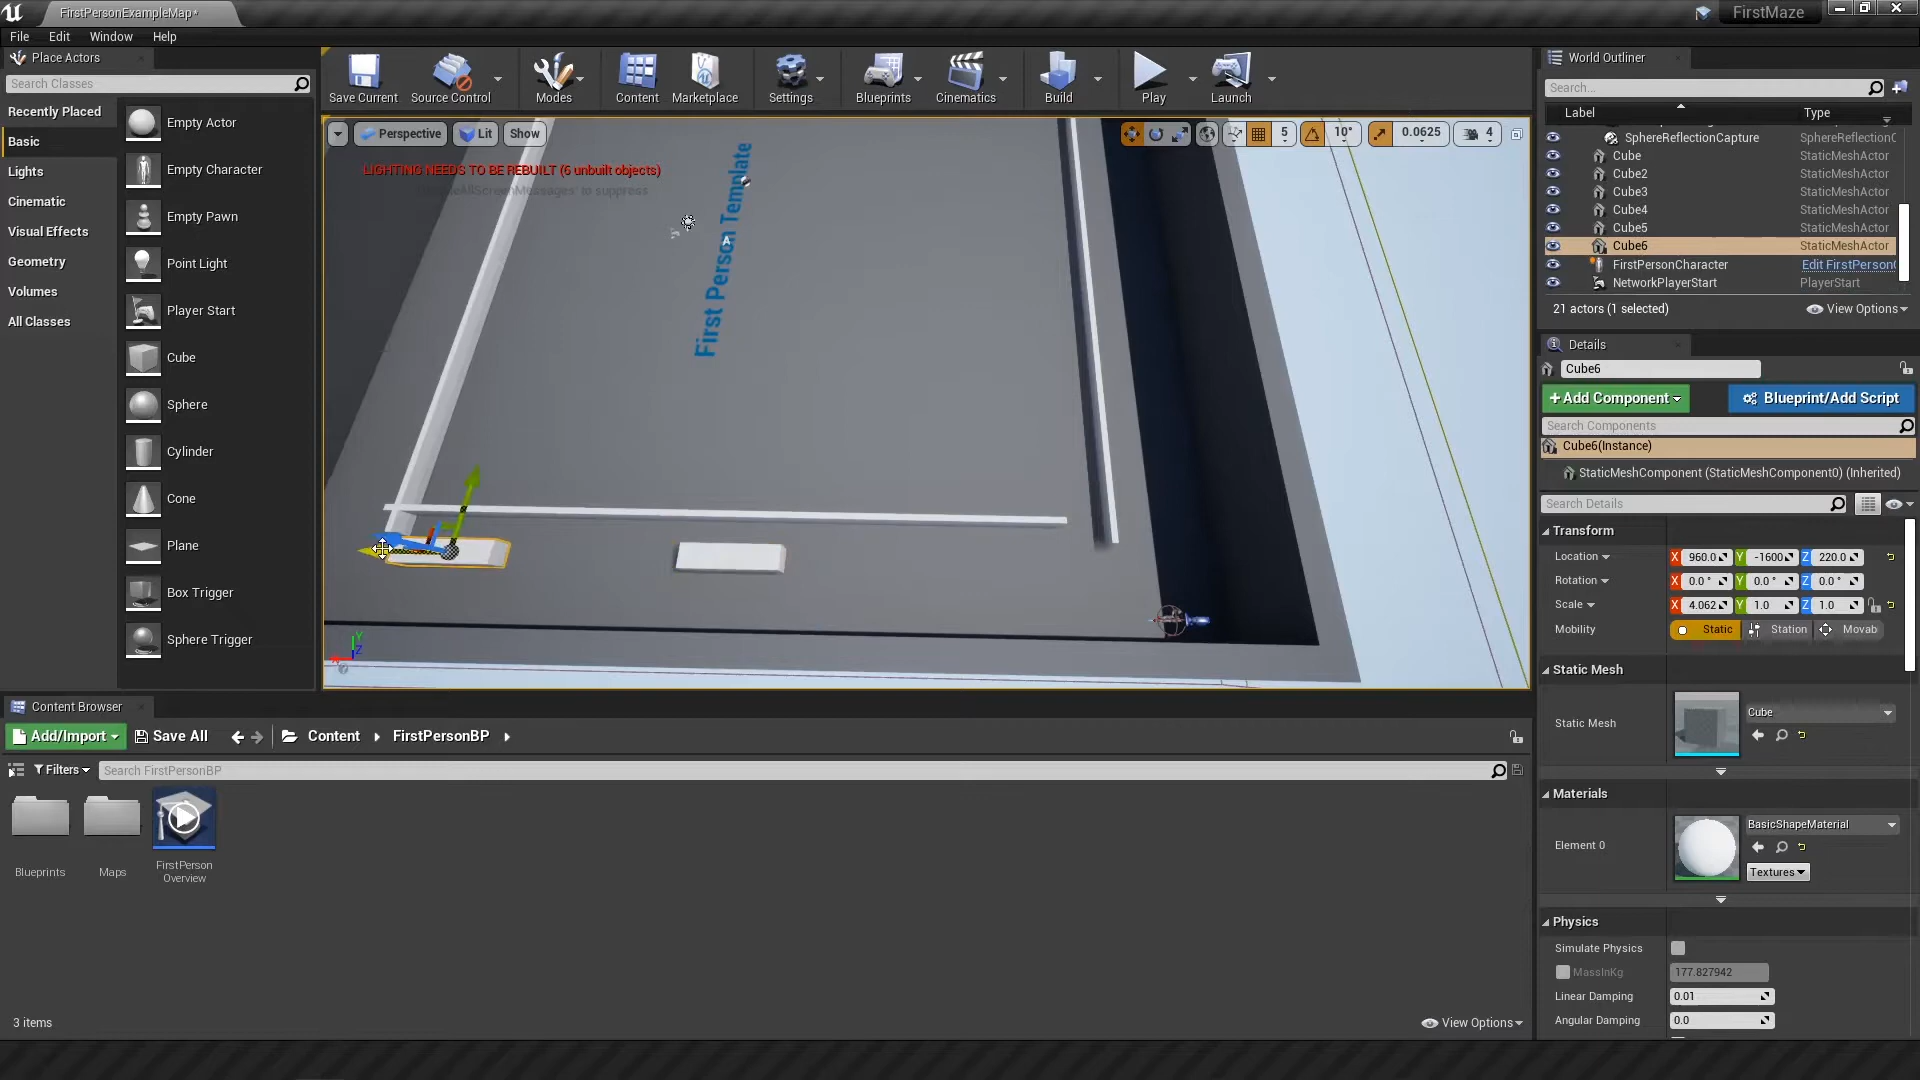 FirstPersonExampleMap*
FirstMaze
File Edit Window Help
Place Actors
Search Classes
Recently Placed
Basic
Lights
Cinematic
Visual Effects
Geometry
Volumes
All Classes
Empty Actor
Empty Character
Empty Pawn
Point Light
Player Start
Cube
Sphere
Cylinder
Cone
Plane
Box Trigger
Sphere Trigger
Save Current
Source Control
Modes
Content
Marketplace
Settings
Blueprints
Cinematics
Build
Play
Launch
Perspective
Lit
Show
5
10°
0.0625
4
LIGHTING NEEDS TO BE REBUILT (6 unbuilt objects)
'DisableAllScreenMessages' to suppress
First Person Template
World Outliner
Search...
Label Type
SphereReflectionCapture SphereReflectionC
Cube StaticMeshActor
Cube2 StaticMeshActor
Cube3 StaticMeshActor
Cube4 StaticMeshActor
Cube5 StaticMeshActor
Cube6 StaticMeshActor
FirstPersonCharacter Edit FirstPerson
NetworkPlayerStart PlayerStart
21 actors (1 selected)
View Options
Details
Cube6
+Add Component
Blueprint/Add Script
Search Components
Cube6(Instance)
StaticMeshComponent (StaticMeshComponent0) (Inherited)
Search Details
Transform
Location X 960.0 Y -1600 Z 220.0
Rotation X 0.0 ° Y 0.0 ° Z 0.0 °
Scale X 4.062 Y 1.0 Z 1.0
Mobility Static Station Movab
Static Mesh
Static Mesh
Cube
Materials
Element 0
BasicShapeMaterial
Textures
Physics
Simulate Physics
MassInKg 177.827942
Linear Damping 0.01
Angular Damping 0.0
Content Browser
Add/Import
Save All
Content
FirstPersonBP
Filters
Search FirstPersonBP
Blueprints
Maps
FirstPerson
Overview
3 items
View Options